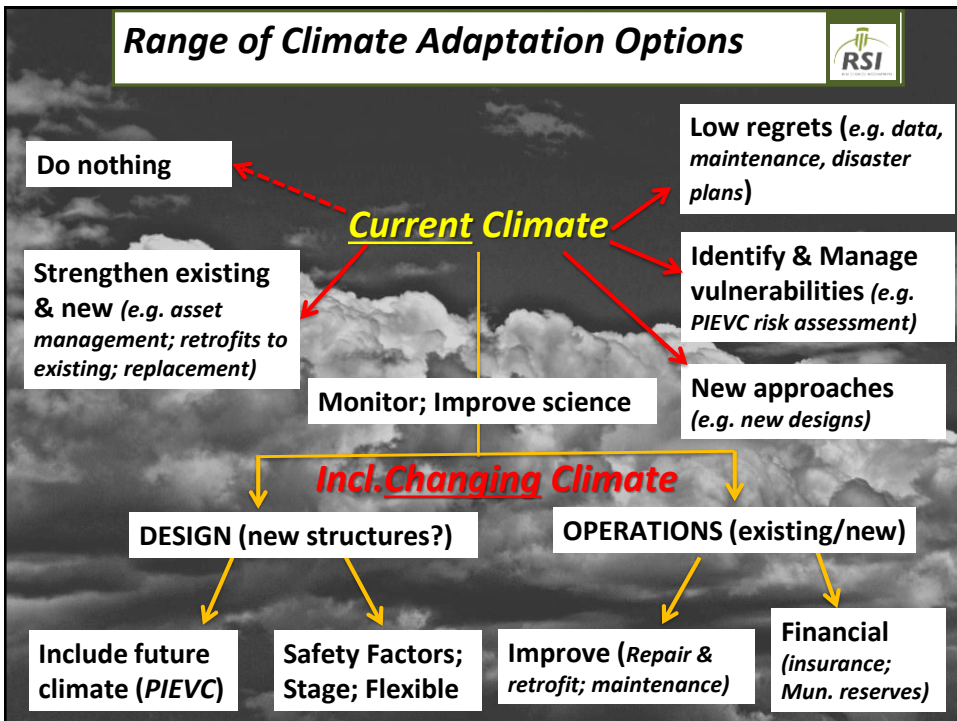 Range of Climate Adaptation Options
RSI
Do nothing
Low regrets (e.g. data,
maintenance, disaster
plans)
Current Climate
Strengthen existing
& new (e.g. asset
management; retrofits to
existing; replacement)
Identify & Manage
vulnerabilities (e.g.
PIEVC risk assessment)
Monitor; Improve science
New approaches
(e.g. new designs)
Incl.Changing Climate
DESIGN (new structures?)
OPERATIONS (existing/new)
Include future
climate (PIEVC)
Safety Factors;
Stage; Flexible
Improve (Repair &
retrofit; maintenance)
Financial
(insurance;
Mun. reserves)